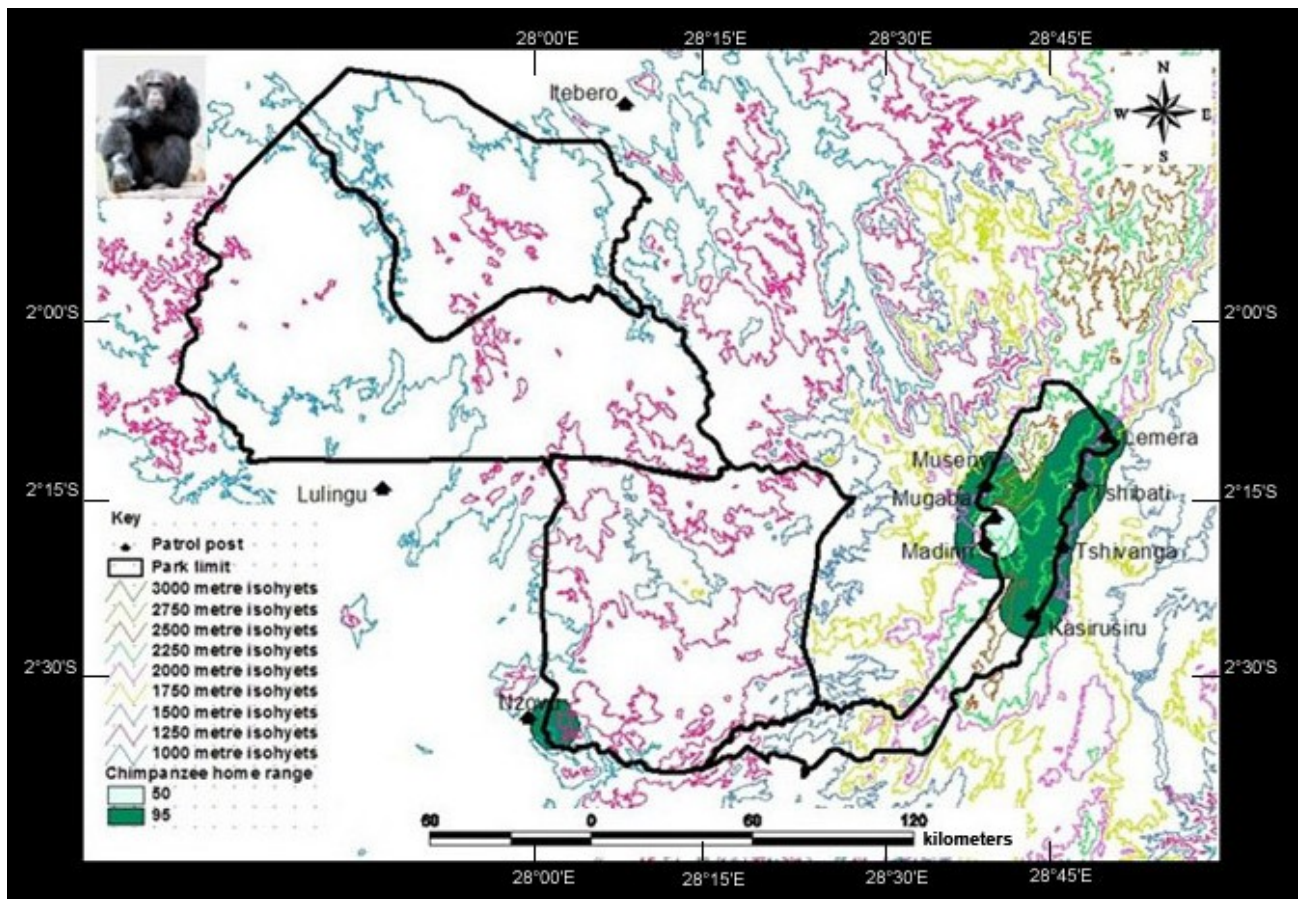 28°00'E 28°15'E 28°30'E 28°45'E
N
W E
S
Itebero
2°00'S 2°00'S
Lemera
Museny
Lulingu
2°15'S 2°15'S
Mugaba Tshibati
Key
Patrol post
Madirir Tshivanga
Park limit
3000 metre isohyets
2750 metre isohyets
2500 metre isohyets
Kasirusiru
2250 metre isohyets
2°30'S 2°30'S
2000 metre isohyets
1750 metre isohyets
1500 metre isohyets
1250 metre isohyets
1000 metre isohyets
Chimpanzee home range
50
95
60 0 60 120
kilometers
28°00'E 28°15'E 28°30'E 28°45'E